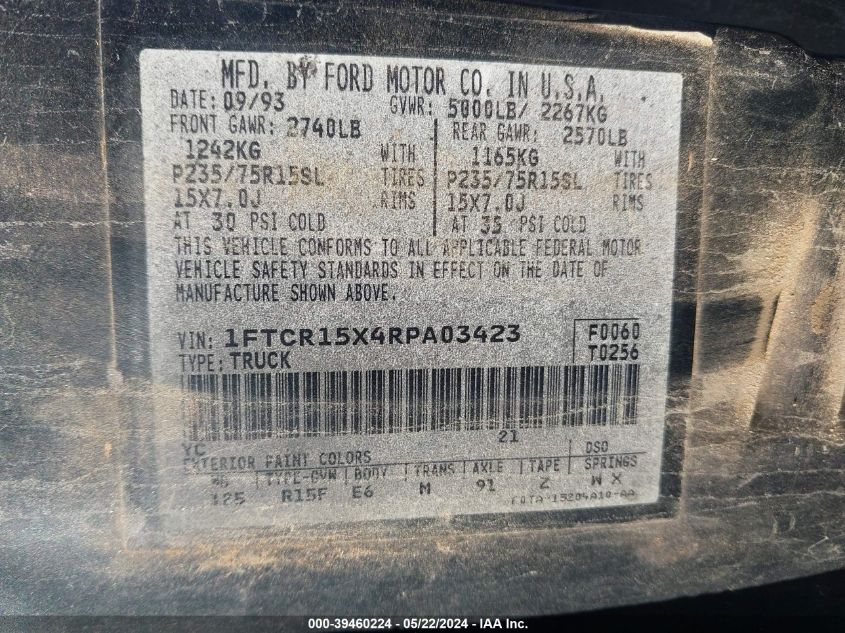 MFD. BY FORD MOTOR CO. IN U.S.A.
DATE: 09/93 GVWR: 5000LB/ 2267KG
FRONT GAWR: 2740LB REAR GAWR: 2570LB
1242KG WITH 1165KG WITH
P235/75R15SL TIRES P235/75R15SL TIRES
15X7.0J RIMS 15X7.0J RIMS
AT 30 PSI COLD AT 35 PSI COLD
THIS VEHICLE CONFORMS TO ALL APPLICABLE FEDERAL MOTOR
VEHICLE SAFETY STANDARDS IN EFFECT ON THE DATE OF
MANUFACTURE SHOWN ABOVE.
VIN: 1FTCR15X4RPA03423 F0060
TYPE: TRUCK T0256
21
YC DSO
EXTERIOR PAINT COLORS
WB TYPE-GVW BODY TRANS AXLE TAPE SPRINGS
125 R15F E6 M 91 Z W X
000-39460224 - 05/22/2024 - IAA Inc.